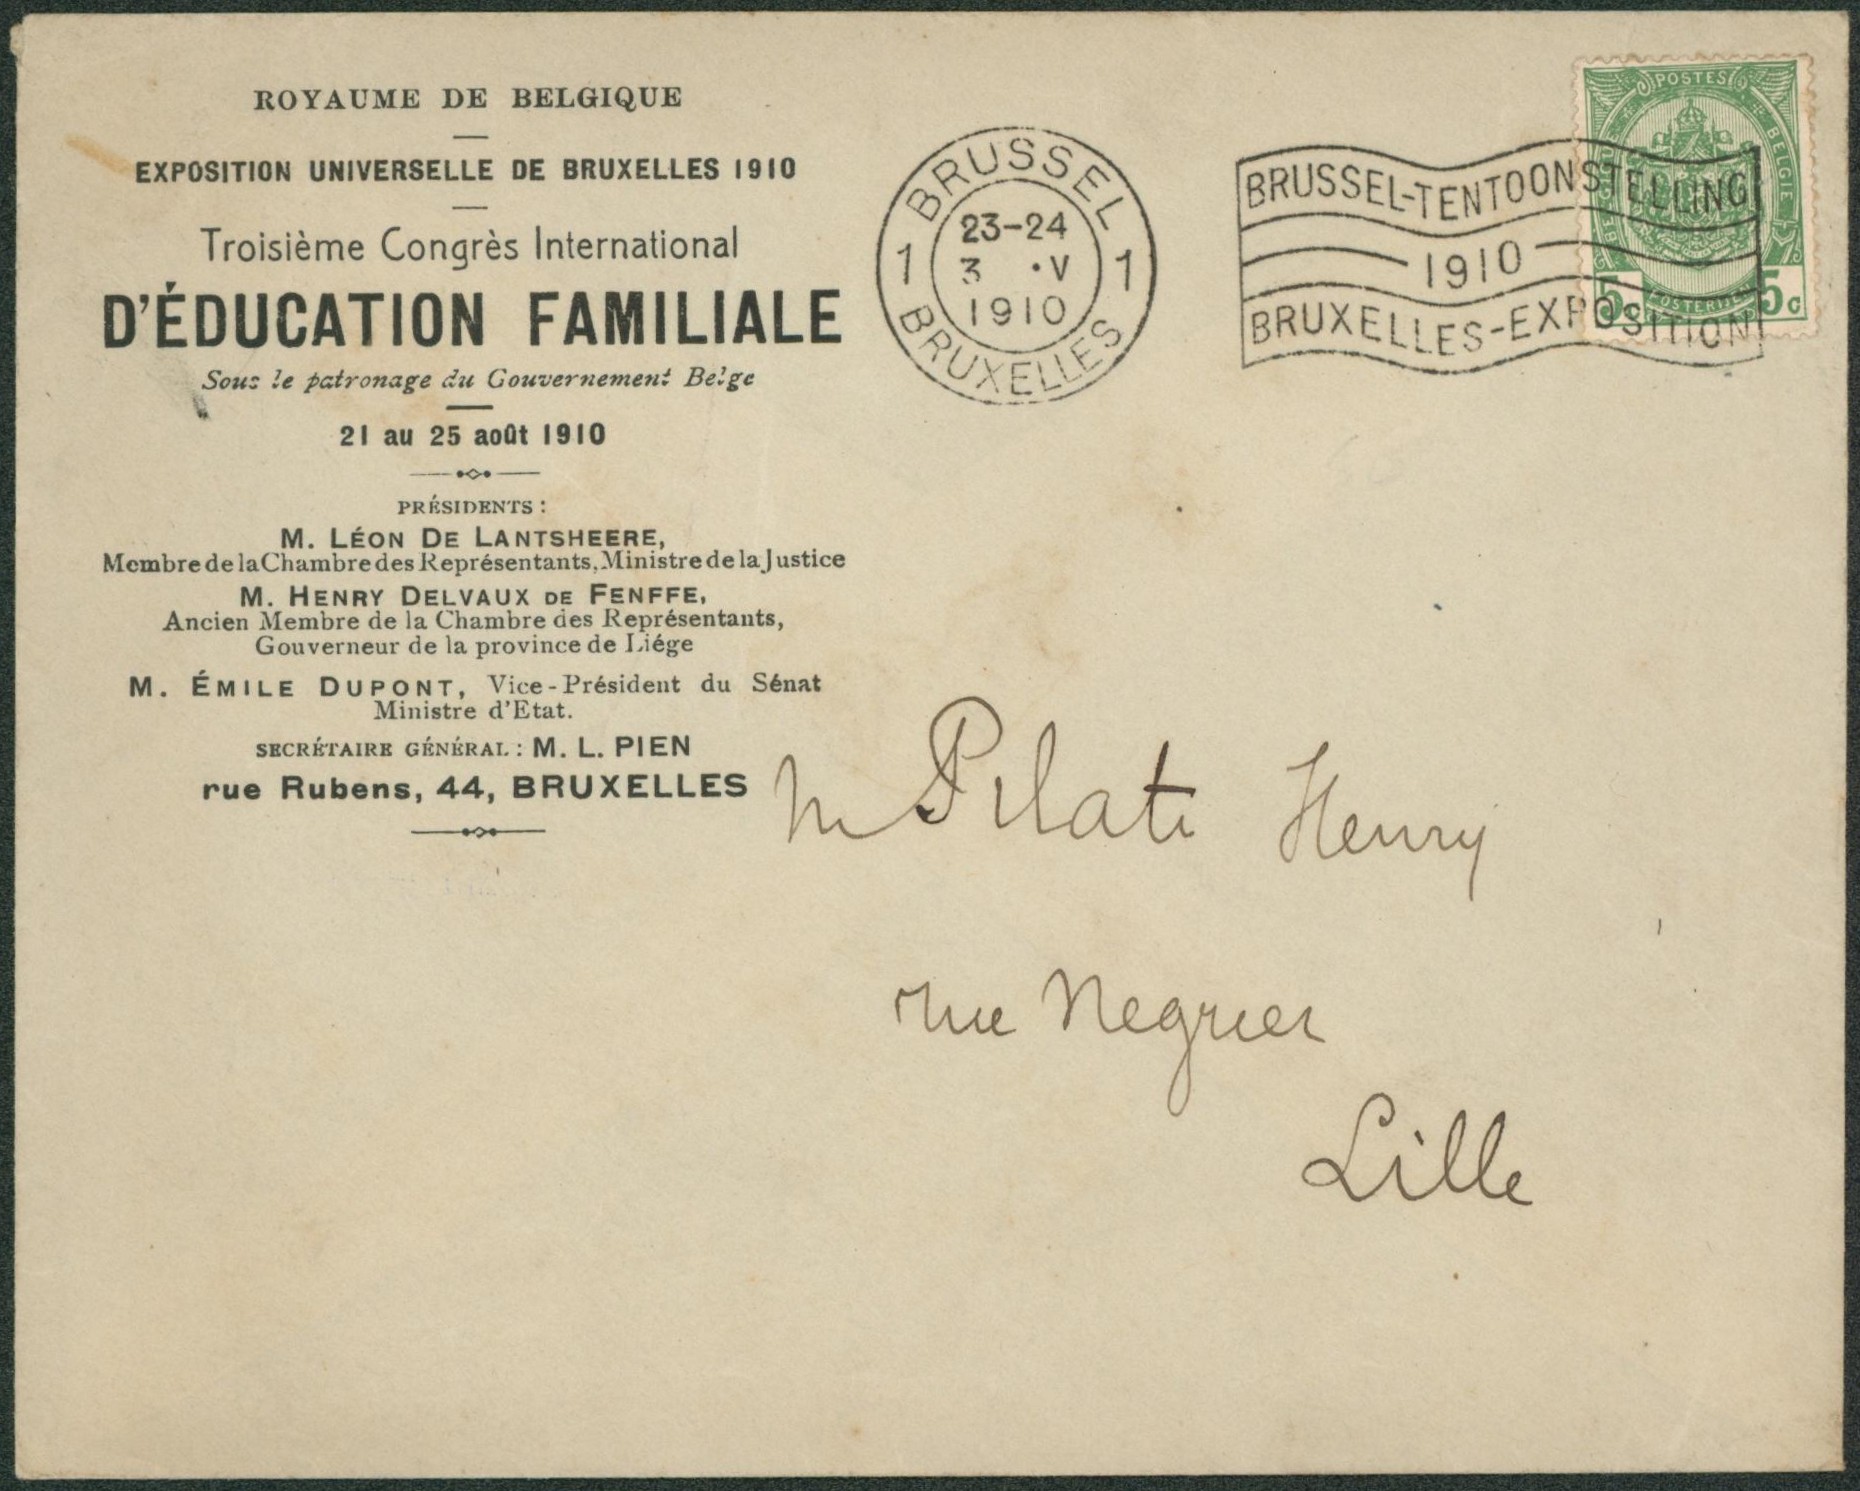 ROYAUME DE BELGIQUE
EXPOSITION UNIVERSELLE DE BRUXELLES 1910
Troisième Congrès International
D'ÉDUCATION FAMILIALE
Sous le patronage du Gouvernement Belge
21 au 25 août 1910
PRÉSIDENTS :
M. LÉON DE LANTSHEERE,
Membre de la Chambre des Représentants, Ministre de la Justice
M. HENRY DELVAUX DE FENFFE,
Ancien Membre de la Chambre des Représentants,
Gouverneur de la province de Liége
M. ÉMILE DUPONT, Vice-Président du Sénat
Ministre d'Etat.
SECRÉTAIRE GÉNÉRAL : M. L. PIEN
rue Rubens, 44, BRUXELLES
BRUSSEL
23-24
1 3 ·V 1
1910
BRUXELLES
BRUSSEL-TENTOONSTELLING
1910
BRUXELLES-EXPOSITION
POSTES
BELGIQUE
BELGIE
POSTERIJEN
5c 5c
M Pilate Henry
rue Negrier
Lille